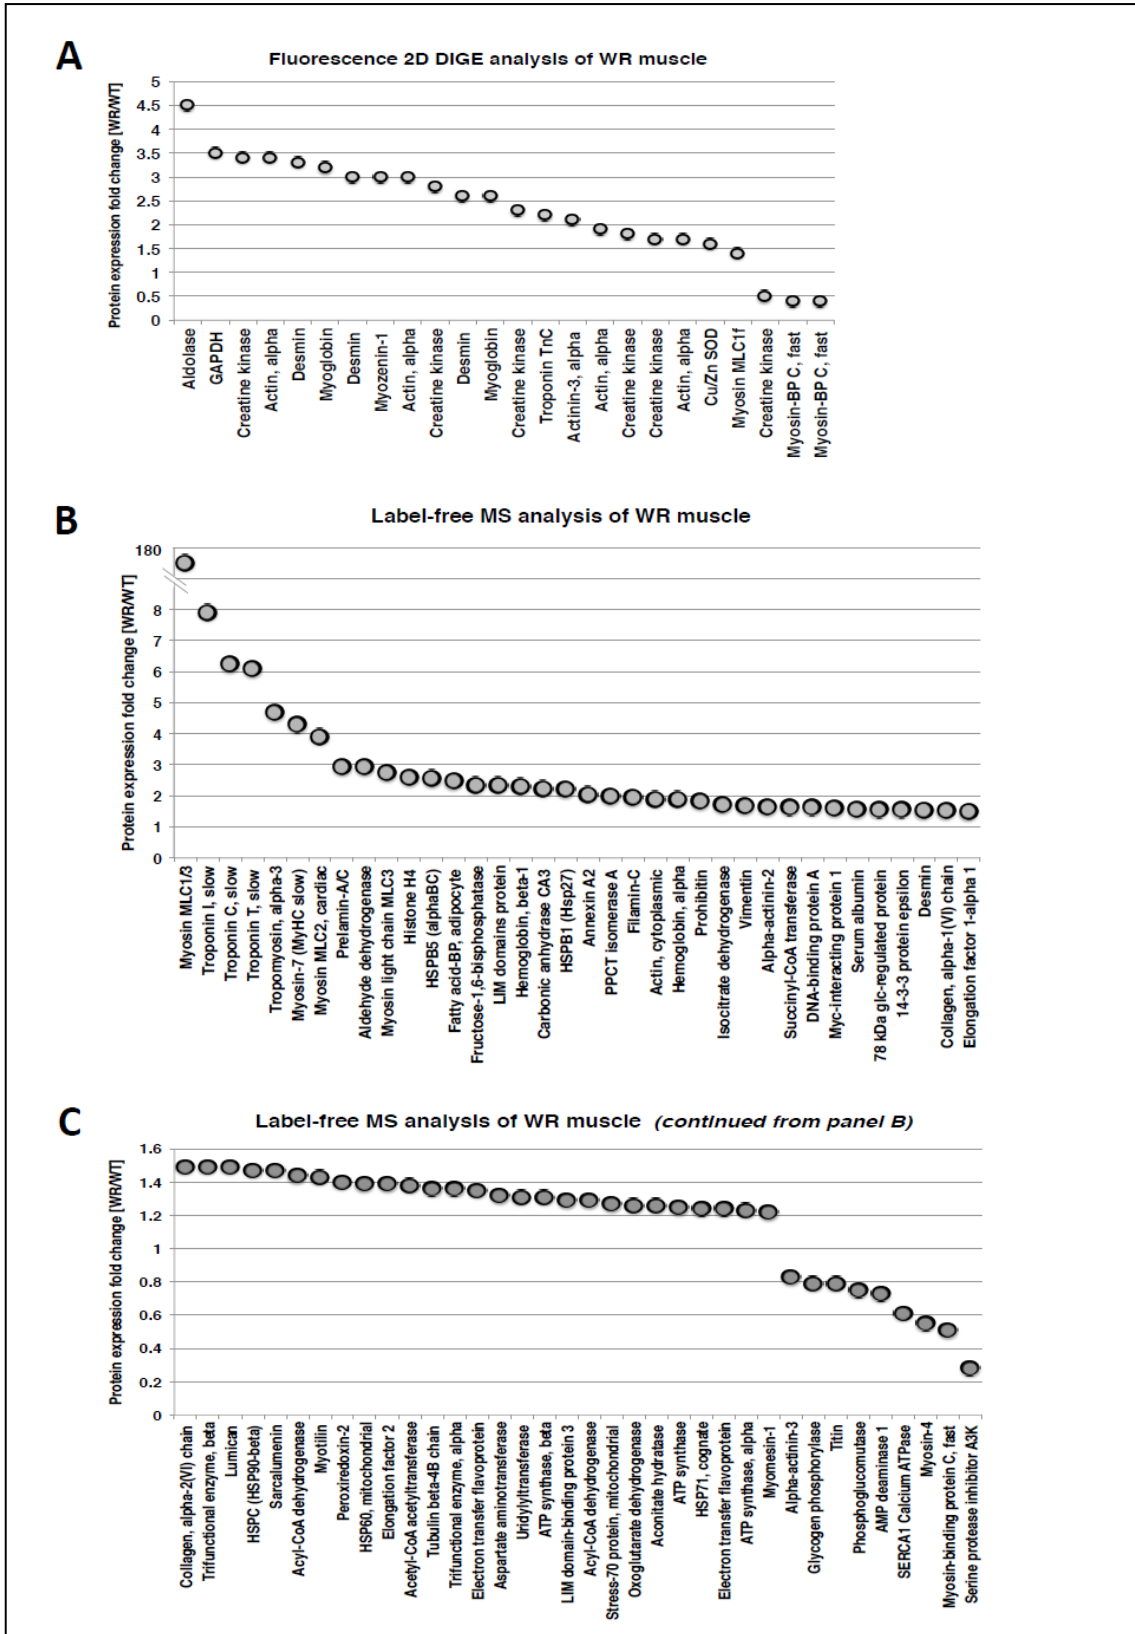 A
Fluorescence 2D DIGE analysis of WR muscle
Protein expression fold change [WR/WT]
5
4.5
4
3.5
3
2.5
2
1.5
1
0.5
0
Aldolase
GAPDH
Creatine kinase
Actin, alpha
Desmin
Myoglobin
Desmin
Myozenin-1
Actin, alpha
Creatine kinase
Desmin
Myoglobin
Creatine kinase
Troponin TnC
Actinin-3, alpha
Actin, alpha
Creatine kinase
Creatine kinase
Actin, alpha
Cu/Zn SOD
Myosin MLC1f
Creatine kinase
Myosin-BP C, fast
Myosin-BP C, fast
B
Label-free MS analysis of WR muscle
Protein expression fold change [WR/WT]
180
8
7
6
5
4
3
2
1
0
Myosin MLC1/3
Troponin I, slow
Troponin C, slow
Troponin T, slow
Tropomyosin, alpha-3
Myosin-7 (MyHC slow)
Myosin MLC2, cardiac
Prelamin-A/C
Aldehyde dehydrogenase
Myosin light chain MLC3
Histone H4
HSPB5 (alphaBC)
Fatty acid-BP, adipocyte
Fructose-1,6-bisphosphatase
LIM domains protein
Hemoglobin, beta-1
Carbonic anhydrase CA3
HSPB1 (Hsp27)
Annexin A2
PPCT isomerase A
Filamin-C
Actin, cytoplasmic
Hemoglobin, alpha
Prohibitin
Isocitrate dehydrogenase
Vimentin
Alpha-actinin-2
Succinyl-CoA transferase
DNA-binding protein A
Myc-interacting protein 1
Serum albumin
78 kDa glc-regulated protein
14-3-3 protein epsilon
Desmin
Collagen, alpha-1(VI) chain
Elongation factor 1-alpha 1
C
Label-free MS analysis of WR muscle (continued from panel B)
Protein expression fold change [WR/WT]
1.6
1.4
1.2
1
0.8
0.6
0.4
0.2
0
Collagen, alpha-2(VI) chain
Trifunctional enzyme, beta
Lumican
HSPC (HSP90-beta)
Sarcalumenin
Acyl-CoA dehydrogenase
Myotilin
Peroxiredoxin-2
HSP60, mitochondrial
Elongation factor 2
Acetyl-CoA acetyltransferase
Tubulin beta-4B chain
Trifunctional enzyme, alpha
Electron transfer flavoprotein
Aspartate aminotransferase
Uridylyltransferase
ATP synthase, beta
LIM domain-binding protein 3
Acyl-CoA dehydrogenase
Stress-70 protein, mitochondrial
Oxoglutarate dehydrogenase
Aconitate hydratase
ATP synthase
HSP71, cognate
Electron transfer flavoprotein
ATP synthase, alpha
Myomesin-1
Alpha-actinin-3
Glycogen phosphorylase
Titin
Phosphoglucomutase
AMP deaminase 1
SERCA1 Calcium ATPase
Myosin-4
Myosin-binding protein C, fast
Serine protease inhibitor A3K